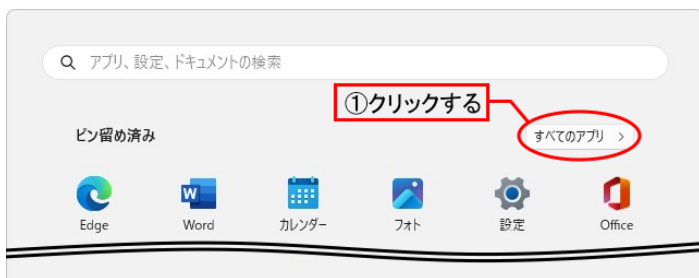 アプリ、設定、ドキュメントの検索
①クリックする
ピン留め済み
すべてのアプリ >
W
Edge
Word
カレンダー
フォト
設定
Office